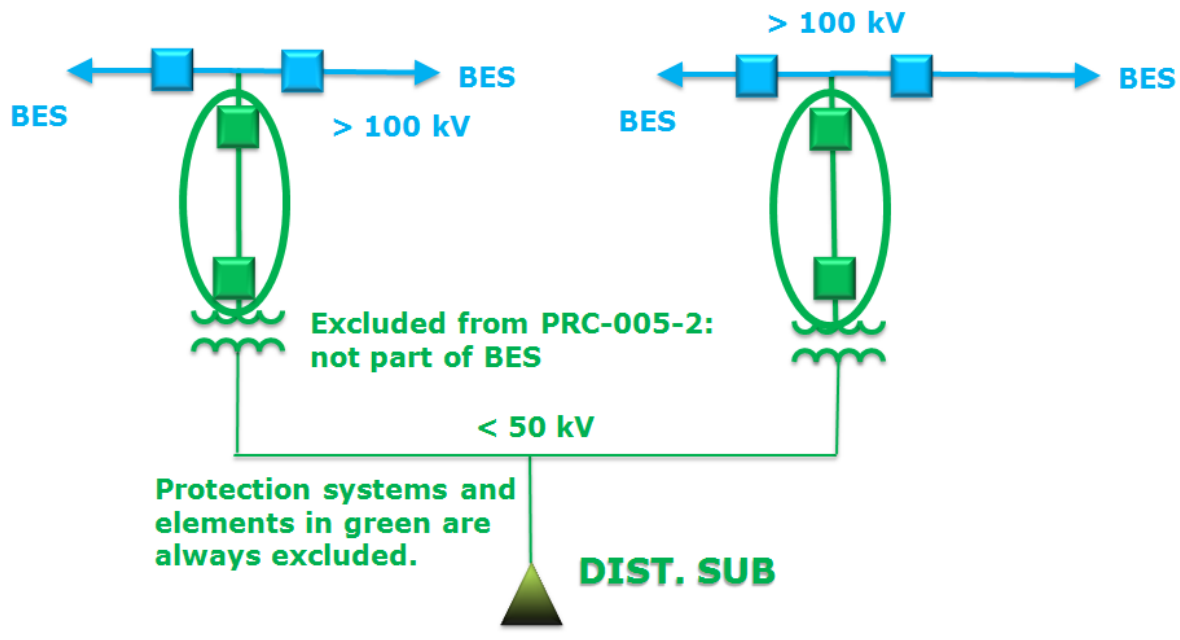 > 100 kV
BES
BES
BES
> 100 kV
BES
Excluded from PRC-005-2:
not part of BES
< 50 kV
Protection systems and
elements in green are
always excluded.
DIST. SUB